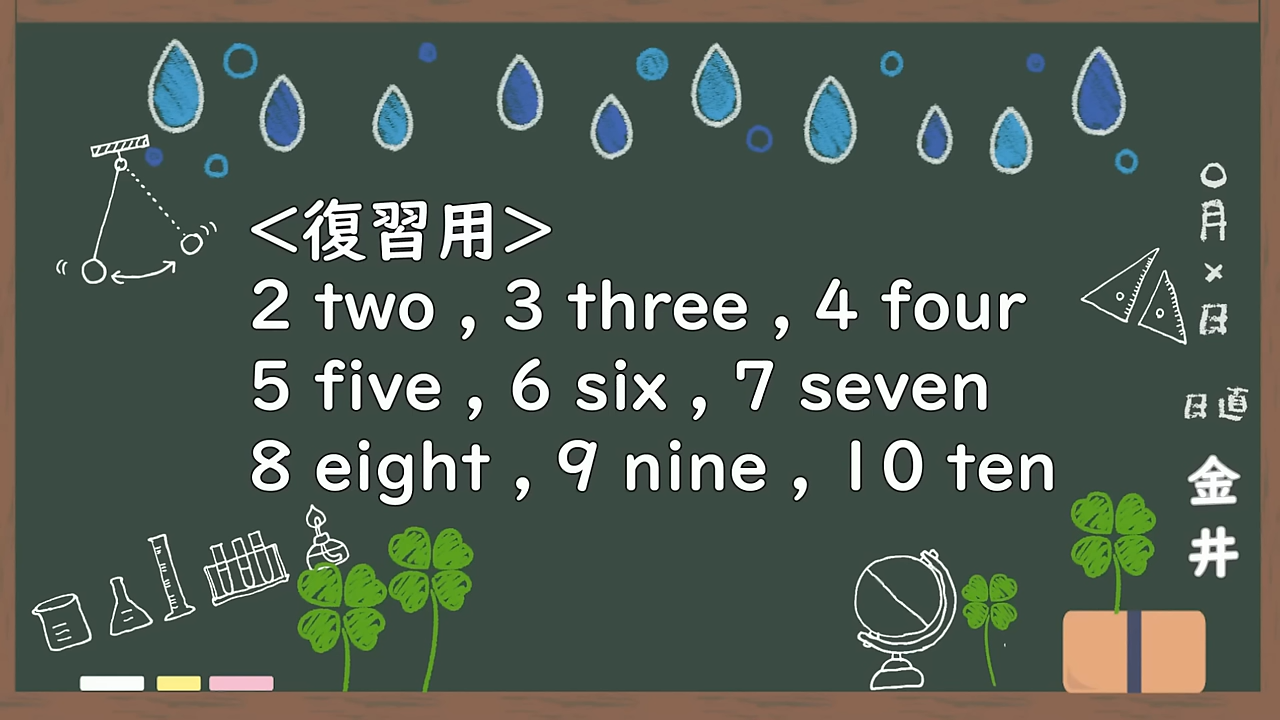 <復習用>
2 two , 3 three , 4 four
5 five , 6 six , 7 seven
8 eight , 9 nine , 10 ten
○月×日
日道
金井